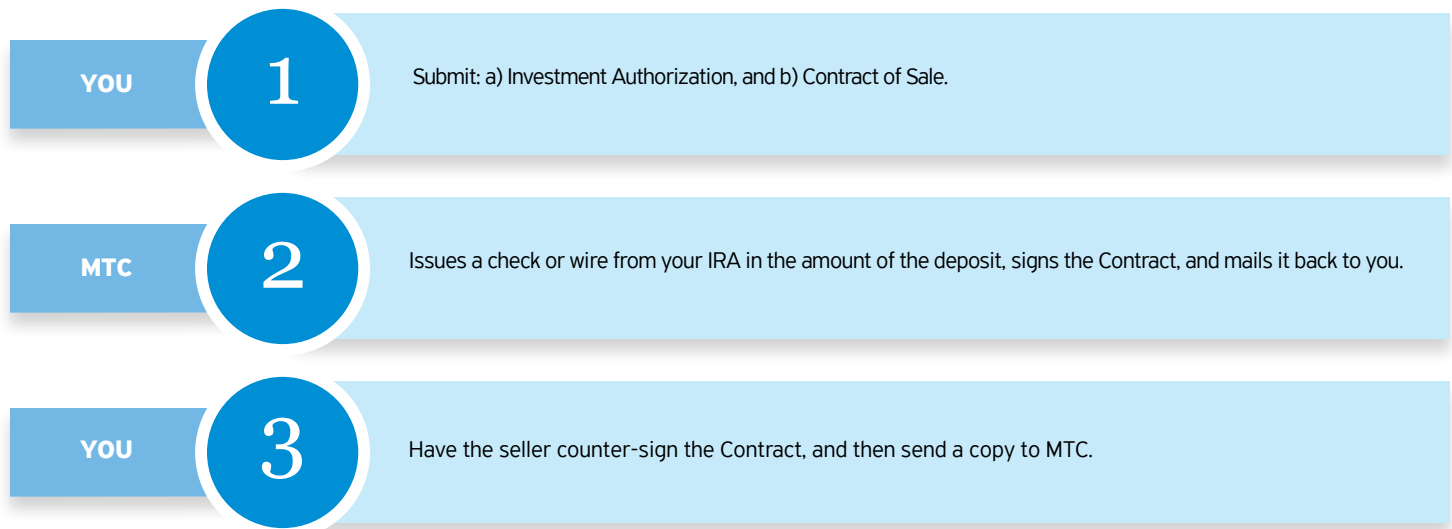 YOU
1
Submit: a) Investment Authorization, and b) Contract of Sale.
MTC
2
Issues a check or wire from your IRA in the amount of the deposit, signs the Contract, and mails it back to you.
YOU
3
Have the seller counter-sign the Contract, and then send a copy to MTC.